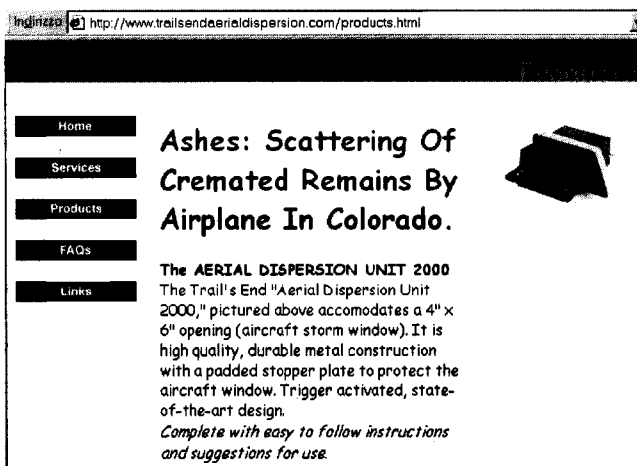 Indirizzo http://www.trailsendaerialdispersion.com/products.html
Home
Services
Products
FAQs
Links
Ashes: Scattering Of
Cremated Remains By
Airplane In Colorado.
The AERIAL DISPERSION UNIT 2000
The Trail's End "Aerial Dispersion Unit
2000," pictured above accomodates a 4" x
6" opening (aircraft storm window). It is
high quality, durable metal construction
with a padded stopper plate to protect the
aircraft window. Trigger activated, state-
of-the-art design.
Complete with easy to follow instructions
and suggestions for use.